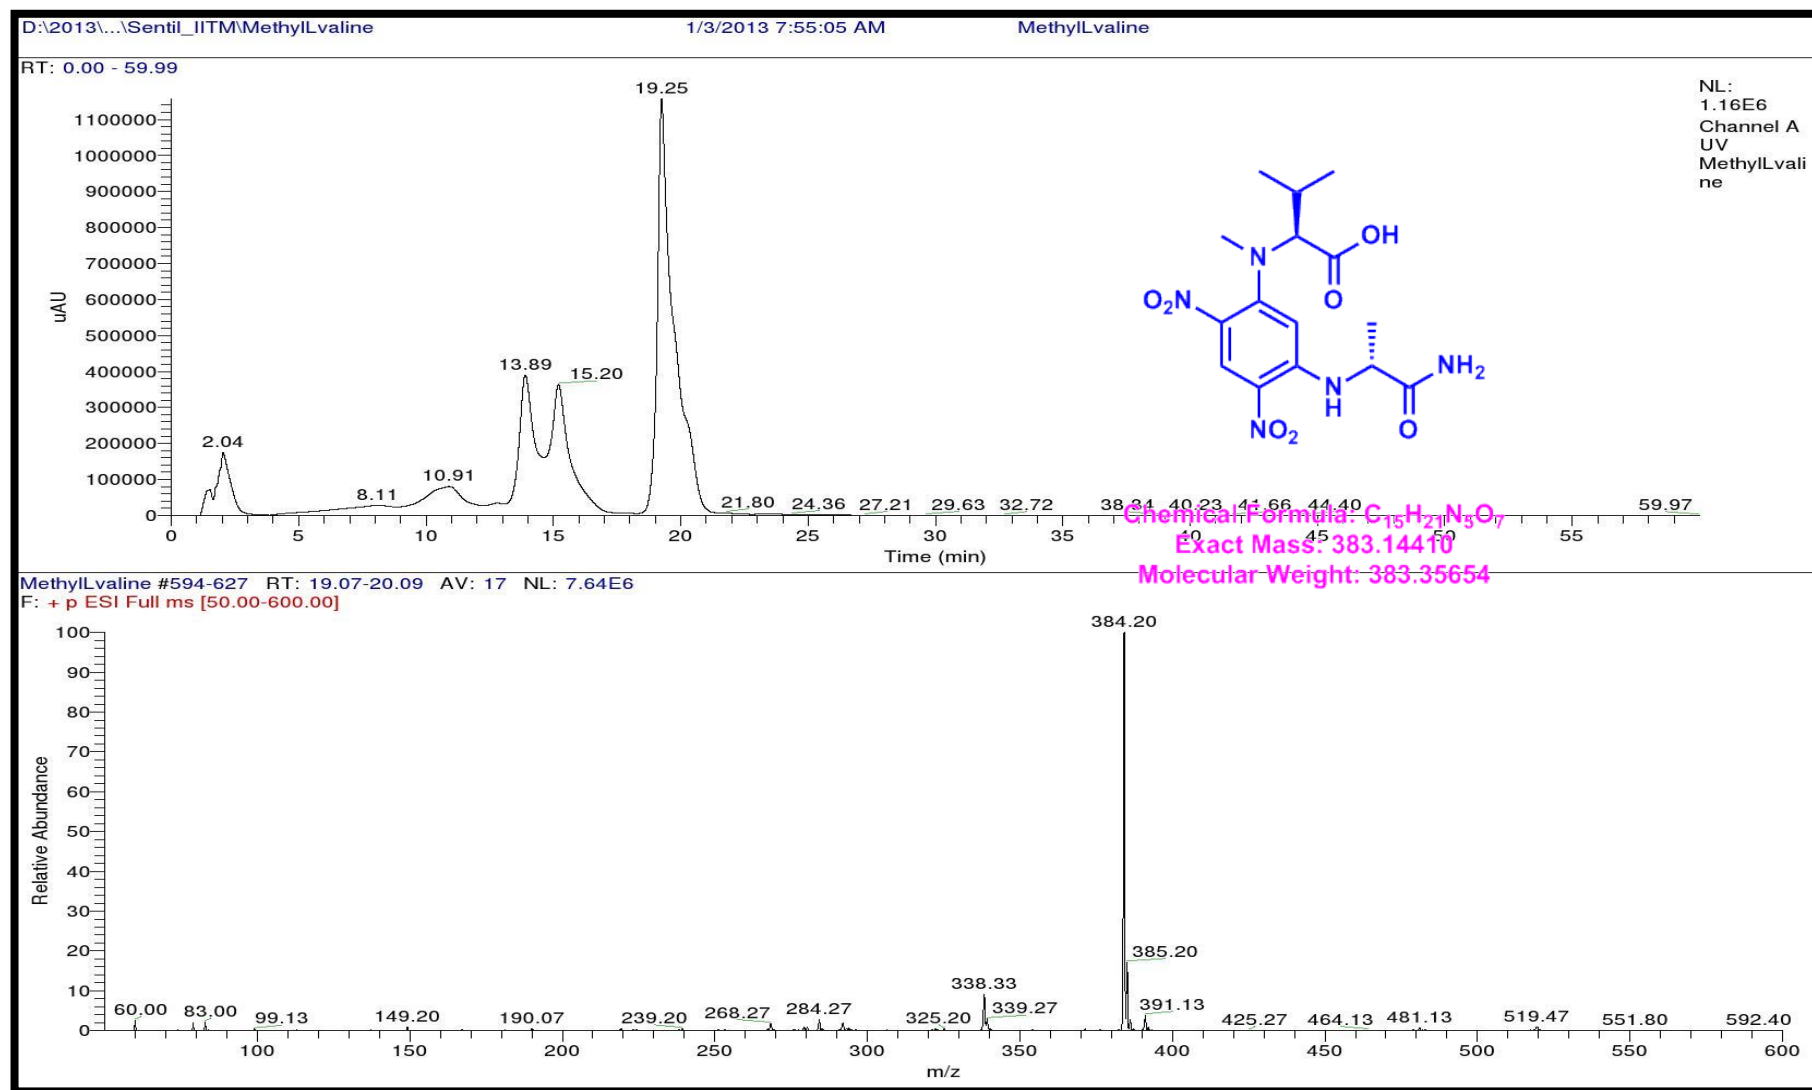 D:\2013\...\Sentil_IITM\MethylLvaline 1/3/2013 7:55:05 AM MethylLvaline
RT: 0.00 - 59.99
NL:
1.16E6
Channel A
UV
MethylLvali
ne
19.25
1100000
1000000
900000
800000
700000
600000
500000
400000
300000
200000
100000
0
uAU
13.89
15.20
2.04
8.11
10.91
21.80 24.36 27.21 29.63 32.72 38.34 40.23 41.66 44.40 59.97
0 5 10 15 20 25 30 35 40 45 50 55
Time (min)
OH
N
O
O₂N
NH₂
N
H
NO₂
O
Chemical Formula: C₁₅H₂₁N₅O₇
Exact Mass: 383.14410
Molecular Weight: 383.35654
MethylLvaline #594-627 RT: 19.07-20.09 AV: 17 NL: 7.64E6
F: + p ESI Full ms [50.00-600.00]
384.20
100
90
80
70
60
50
40
30
20
10
0
Relative Abundance
385.20
338.33
339.27
391.13
60.00 83.00 99.13 149.20 190.07 239.20 268.27 284.27 325.20 425.27 464.13 481.13 519.47 551.80 592.40
100 150 200 250 300 350 400 450 500 550 600
m/z